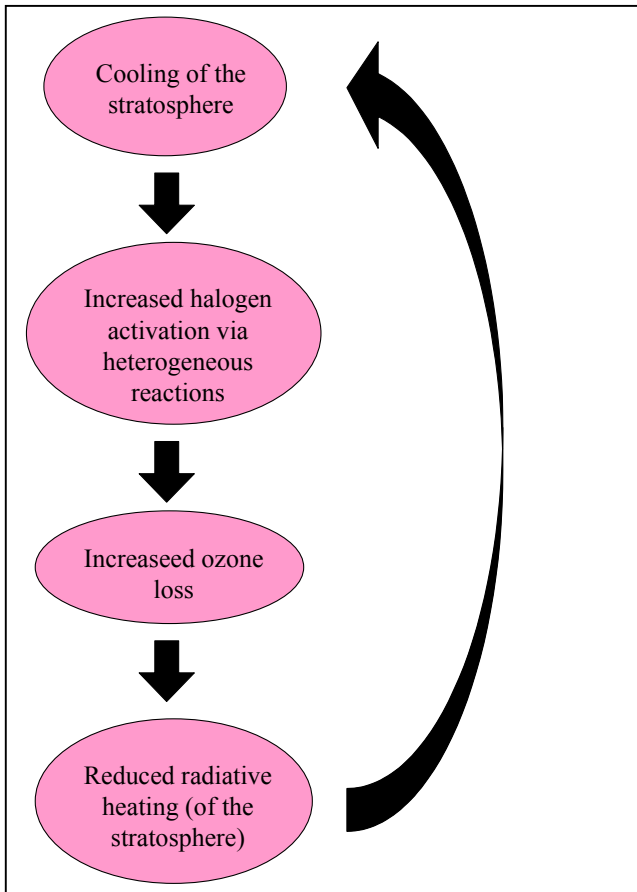 Cooling of the
stratosphere
Increased halogen
activation via
heterogeneous
reactions
Increaseed ozone
loss
Reduced radiative
heating (of the
stratosphere)